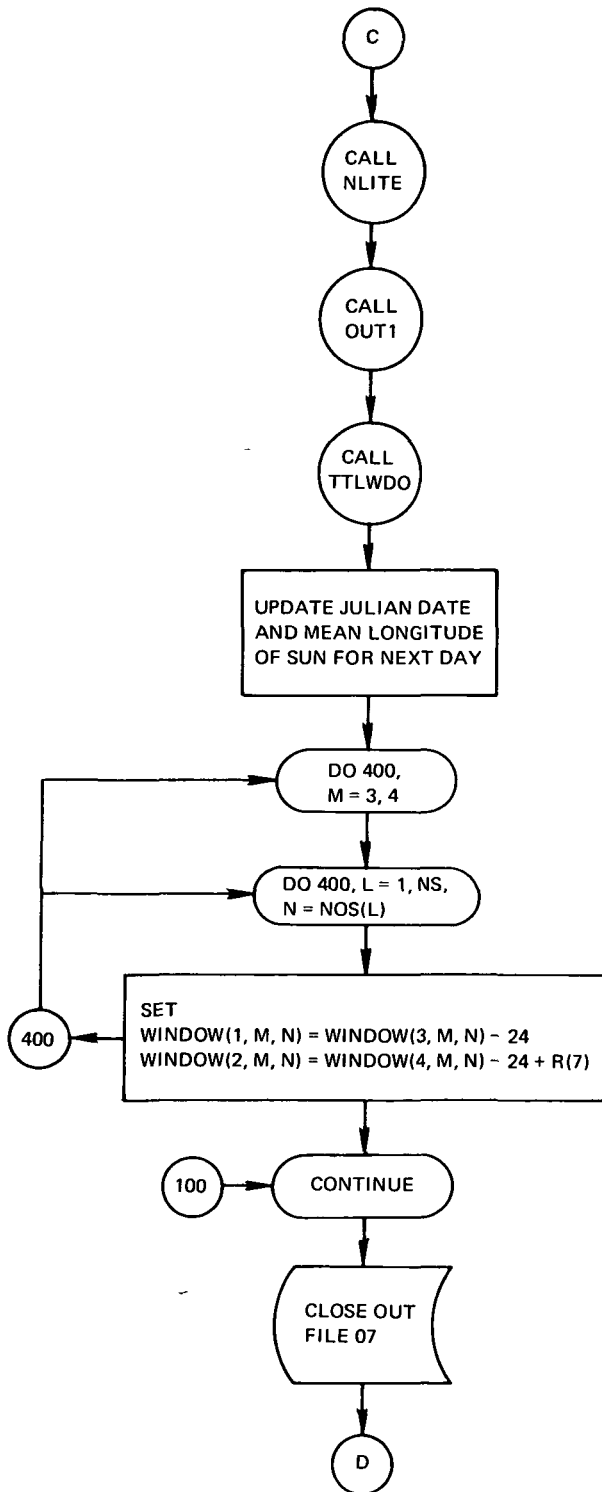 C
CALL
NLITE
CALL
OUT1
CALL
TTLWDO
UPDATE JULIAN DATE
AND MEAN LONGITUDE
OF SUN FOR NEXT DAY
DO 400,
M = 3, 4
DO 400, L = 1, NS,
N = NOS(L)
SET
WINDOW(1, M, N) = WINDOW(3, M, N) - 24
WINDOW(2, M, N) = WINDOW(4, M, N) - 24 + R(7)
400
100
CONTINUE
CLOSE OUT
FILE 07
D